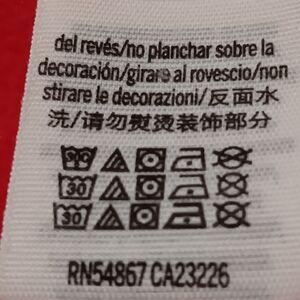 del revés/no planchar sobre la
decoración/girare al rovescio/non
stirare le decorazioni/反面水
洗/请勿熨烫装饰部分
30
30
RN54867 CA23226